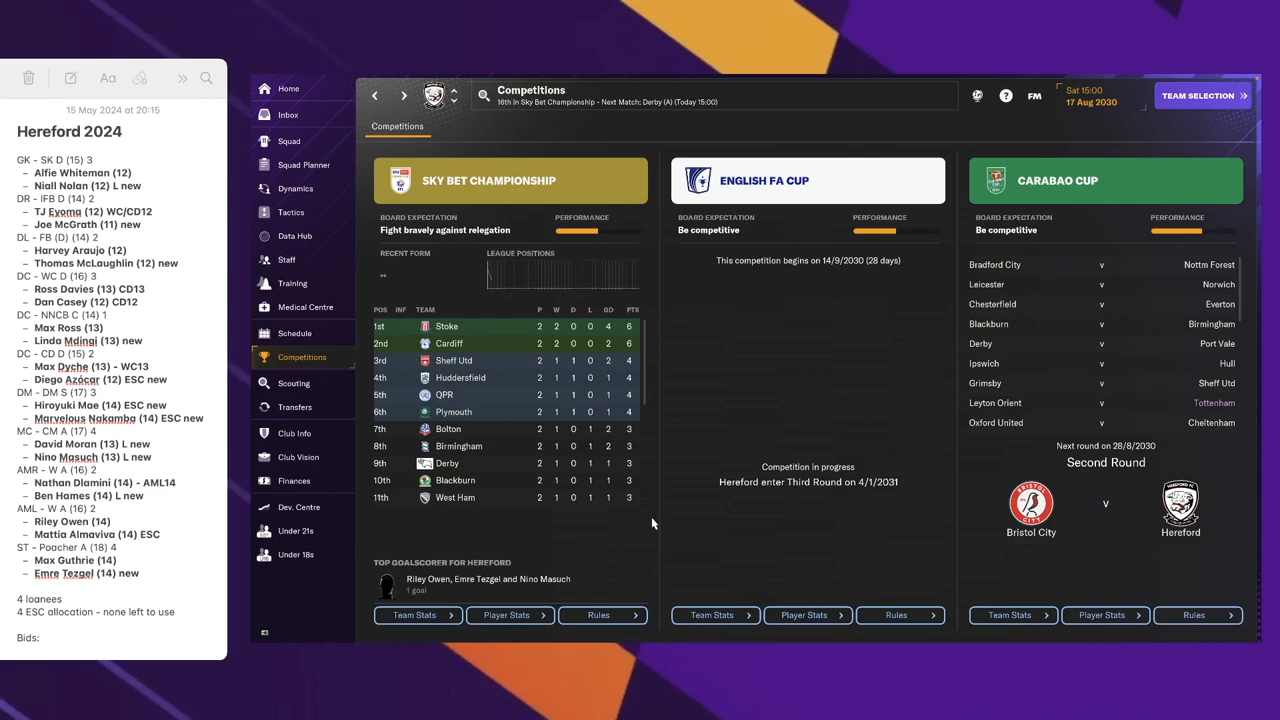 15 May 2024 at 20:15
Hereford 2024
GK - SK D (15) 3
- Alfie Whiteman (12)
- Niall Nolan (12) L new
DR - IFB D (14) 2
- TJ Eyoma (12) WC/CD12
- Joe McGrath (11) new
DL - FB (D) (14) 2
- Harvey Araujo (12)
- Thomas McLaughlin (12) new
DC - WC D (16) 3
- Ross Davies (13) CD13
- Dan Casey (12) CD12
DC - NNCB C (14) 1
- Max Ross (13)
- Linda Mdingi (13) new
DC - CD D (15) 2
- Max Dyche (13) - WC13
- Diego Azócar (12) ESC new
DM - DM S (17) 3
- Hiroyuki Mae (14) ESC new
- Marvelous Nakamba (14) ESC new
MC - CM A (17) 4
- David Moran (13) L new
- Nino Masuch (13) L new
AMR - W A (16) 2
- Nathan Dlamini (14) - AML14
- Ben Hames (14) L new
AML - W A (16) 2
- Riley Owen (14)
- Mattia Almaviva (14) ESC
ST - Poacher A (18) 4
- Max Guthrie (14)
- Emre Tezgel (14) new
4 loanees
4 ESC allocation - none left to use
Bids:
Home
Inbox
Squad
Squad Planner
Dynamics
Tactics
Data Hub
Staff
Training
Medical Centre
Schedule
Competitions
Scouting
Transfers
Club Info
Club Vision
Finances
Dev. Centre
Under 21s
Under 18s
Competitions
16th in Sky Bet Championship - Next Match: Derby (A) (Today 15:00)
FM
Sat 15:00
17 Aug 2030
TEAM SELECTION
Competitions
SKY BET CHAMPIONSHIP
BOARD EXPECTATION PERFORMANCE
Fight bravely against relegation
RECENT FORM LEAGUE POSITIONS
--
POS INF TEAM P W D L GD PTS
1st Stoke 2 2 0 0 4 6
2nd Cardiff 2 2 0 0 2 6
3rd Sheff Utd 2 1 1 0 2 4
4th Huddersfield 2 1 1 0 1 4
5th QPR 2 1 1 0 1 4
6th Plymouth 2 1 1 0 1 4
7th Bolton 2 1 0 1 2 3
8th Birmingham 2 1 0 1 2 3
9th Derby 2 1 0 1 1 3
10th Blackburn 2 1 0 1 1 3
11th West Ham 2 1 0 1 1 3
TOP GOALSCORER FOR HEREFORD
Riley Owen, Emre Tezgel and Nino Masuch
1 goal
Team Stats Player Stats Rules
ENGLISH FA CUP
BOARD EXPECTATION PERFORMANCE
Be competitive
This competition begins on 14/9/2030 (28 days)
Competition in progress
Hereford enter Third Round on 4/1/2031
Team Stats Player Stats Rules
CARABAO CUP
BOARD EXPECTATION PERFORMANCE
Be competitive
Bradford City v Nottm Forest
Leicester v Norwich
Chesterfield v Everton
Blackburn v Birmingham
Derby v Port Vale
Ipswich v Hull
Grimsby v Sheff Utd
Leyton Orient v Tottenham
Oxford United v Cheltenham
Next round on 28/8/2030
Second Round
v
Bristol City Hereford
Team Stats Player Stats Rules